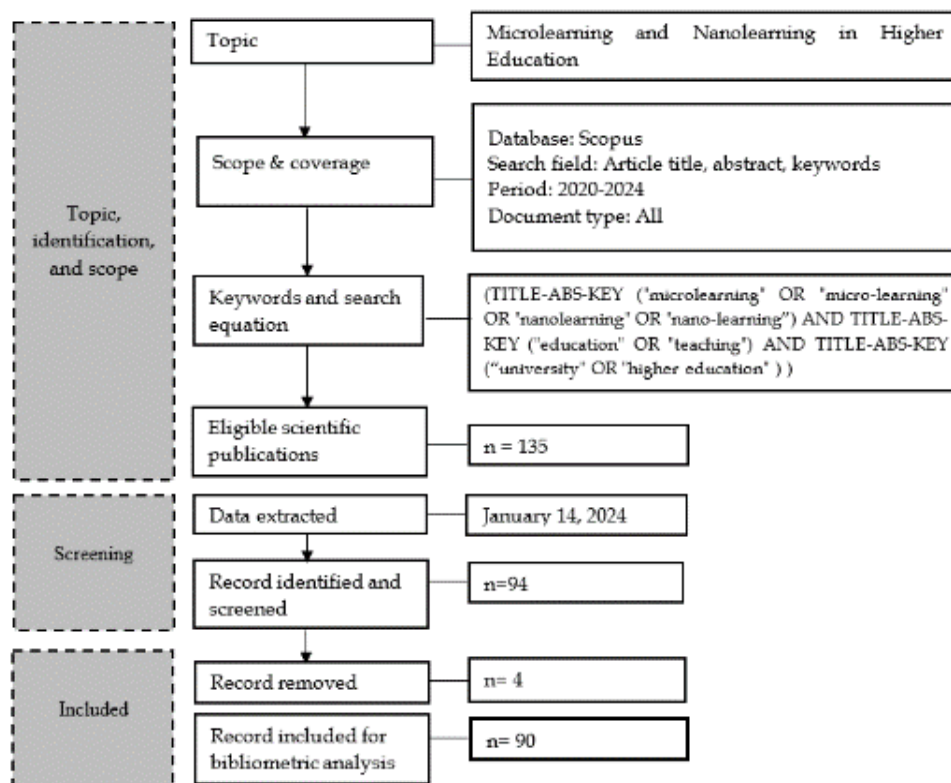 Topic,
identification,
and scope
Topic
Microlearning and Nanolearning in Higher
Education
Scope & coverage
Database: Scopus
Search field: Article title, abstract, keywords
Period: 2020-2024
Document type: All
Keywords and search
equation
(TITLE-ABS-KEY ("microlearning" OR "micro-learning"
OR "nanolearning" OR "nano-learning") AND TITLE-ABS-
KEY ("education" OR "teaching") AND TITLE-ABS-KEY
("university" OR "higher education" ) )
Eligible scientific
publications
n = 135
Screening
Data extracted
January 14, 2024
Record identified and
screened
n=94
Included
Record removed
n= 4
Record included for
bibliometric analysis
n= 90